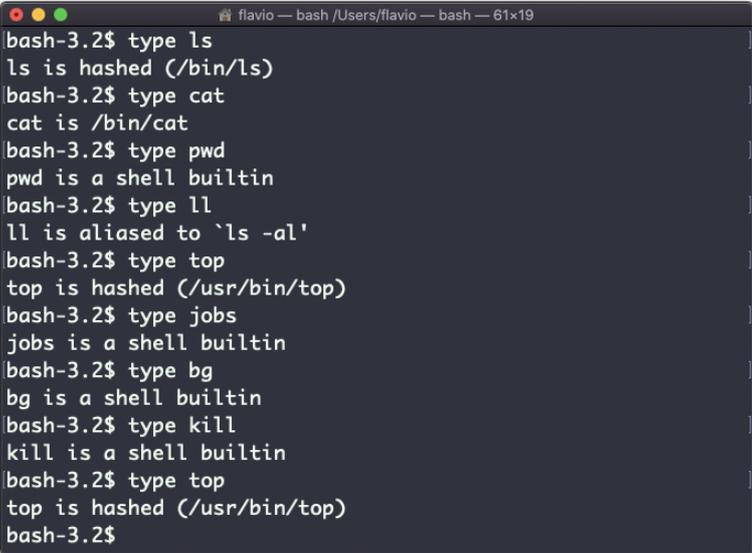 flavio — bash /Users/flavio — bash — 61×19
[bash-3.2$ type ls]
ls is hashed (/bin/ls)
[bash-3.2$ type cat]
cat is /bin/cat
[bash-3.2$ type pwd]
pwd is a shell builtin
[bash-3.2$ type ll]
ll is aliased to `ls -al'
[bash-3.2$ type top]
top is hashed (/usr/bin/top)
[bash-3.2$ type jobs]
jobs is a shell builtin
[bash-3.2$ type bg]
bg is a shell builtin
[bash-3.2$ type kill]
kill is a shell builtin
[bash-3.2$ type top]
top is hashed (/usr/bin/top)
bash-3.2$